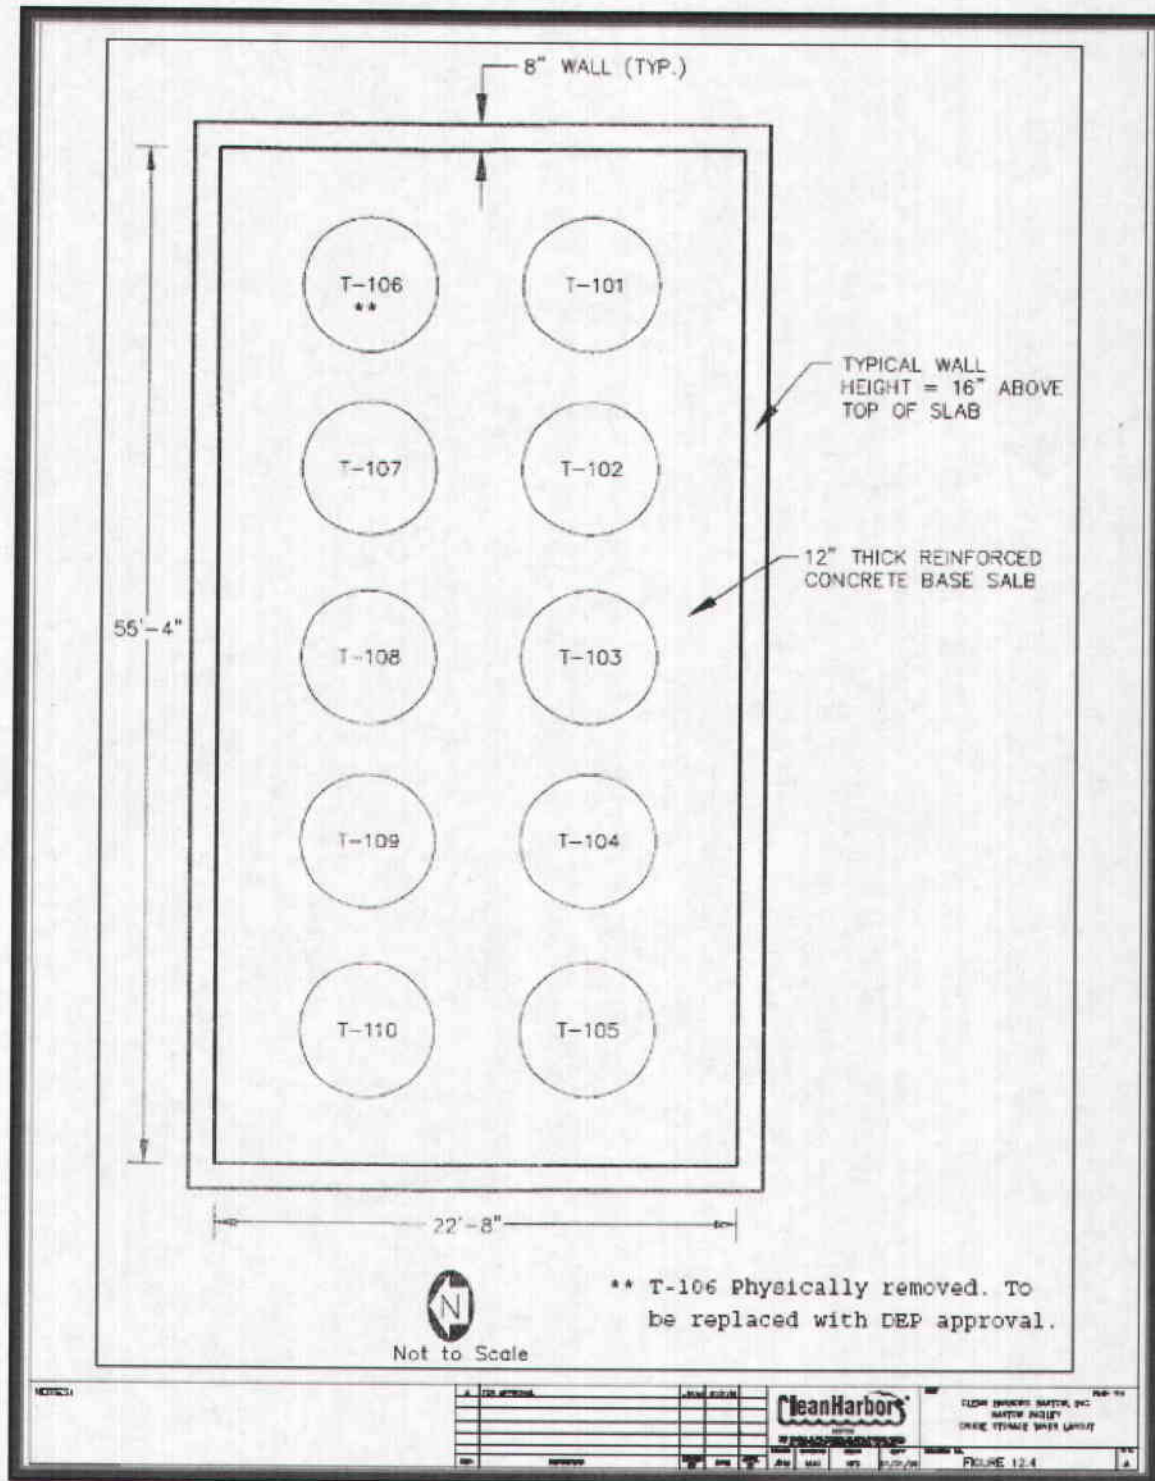 8" WALL (TYP.)
T-106
**
T-101
TYPICAL WALL
HEIGHT = 16" ABOVE
TOP OF SLAB
T-107
T-102
12" THICK REINFORCED
CONCRETE BASE SALB
55'-4"
T-108
T-103
T-109
T-104
T-110
T-105
22'-8"
N
Not to Scale
** T-106 Physically removed. To
be replaced with DEP approval.
CleanHarbors
FIGURE 12.4
A